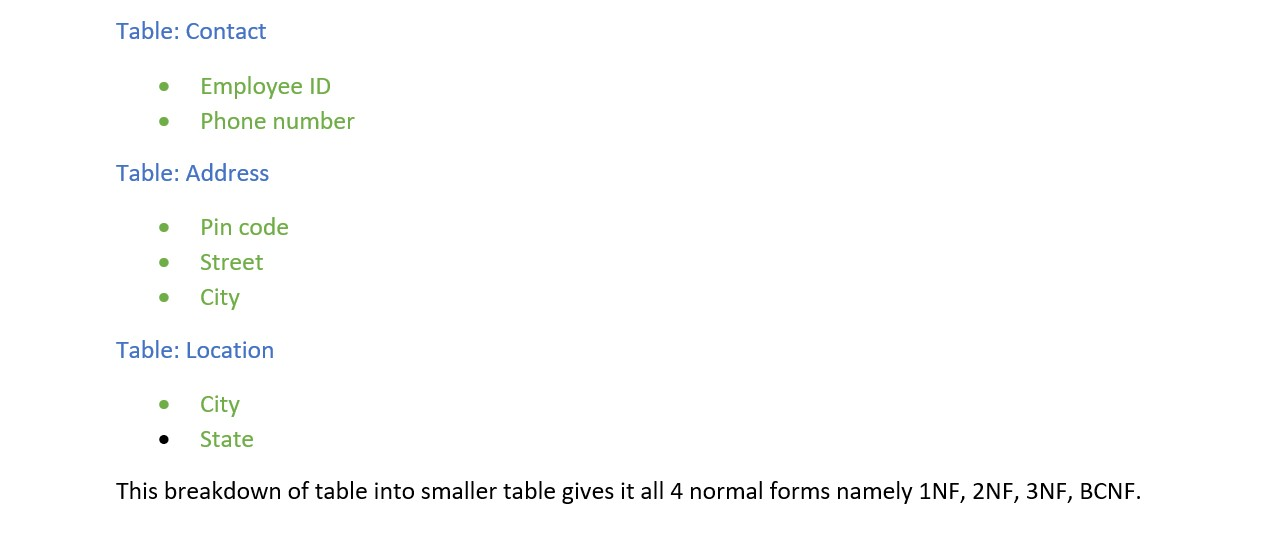 Table: Contact
• Employee ID
• Phone number
Table: Address
• Pin code
• Street
• City
Table: Location
• City
• State
This breakdown of table into smaller table gives it all 4 normal forms namely 1NF, 2NF, 3NF, BCNF.